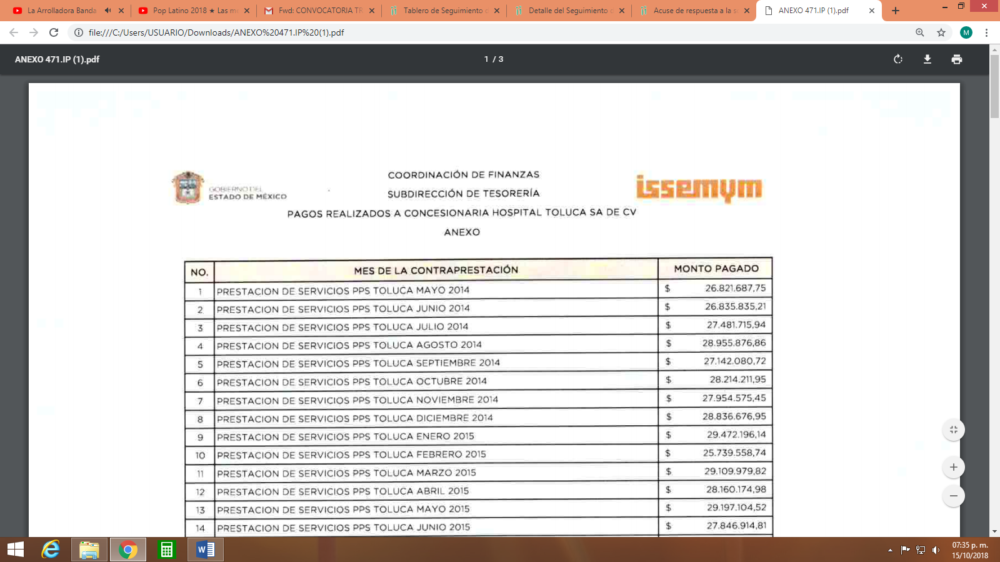 La Arrolladora Banda
Pop Latino 2018 ★ Las me
Fwd: CONVOCATORIA TR
Tablero de Seguimiento d
Detalle del Seguimiento d
Acuse de respuesta a la so
ANEXO 471.IP (1).pdf
file:///C:/Users/USUARIO/Downloads/ANEXO%20471.IP%20(1).pdf
M
ANEXO 471.IP (1).pdf
1 / 3
GOBIERNO DEL
ESTADO DE MÉXICO
issemym
COORDINACIÓN DE FINANZAS
SUBDIRECCIÓN DE TESORERÍA
PAGOS REALIZADOS A CONCESIONARIA HOSPITAL TOLUCA SA DE CV
ANEXO
NO. MES DE LA CONTRAPRESTACIÓN MONTO PAGADO
1 PRESTACION DE SERVICIOS PPS TOLUCA MAYO 2014 $ 26.821.687,75
2 PRESTACION DE SERVICIOS PPS TOLUCA JUNIO 2014 $ 26.835.835,21
3 PRESTACION DE SERVICIOS PPS TOLUCA JULIO 2014 $ 27.481.715,94
4 PRESTACION DE SERVICIOS PPS TOLUCA AGOSTO 2014 $ 28.955.876,86
5 PRESTACION DE SERVICIOS PPS TOLUCA SEPTIEMBRE 2014 $ 27.142.080,72
6 PRESTACION DE SERVICIOS PPS TOLUCA OCTUBRE 2014 $ 28.214.211,95
7 PRESTACION DE SERVICIOS PPS TOLUCA NOVIEMBRE 2014 $ 27.954.575,45
8 PRESTACION DE SERVICIOS PPS TOLUCA DICIEMBRE 2014 $ 28.836.676,95
9 PRESTACION DE SERVICIOS PPS TOLUCA ENERO 2015 $ 29.472.196,14
10 PRESTACION DE SERVICIOS PPS TOLUCA FEBRERO 2015 $ 25.739.558,74
11 PRESTACION DE SERVICIOS PPS TOLUCA MARZO 2015 $ 29.109.979,82
12 PRESTACION DE SERVICIOS PPS TOLUCA ABRIL 2015 $ 28.160.174,98
13 PRESTACION DE SERVICIOS PPS TOLUCA MAYO 2015 $ 29.197.104,52
14 PRESTACION DE SERVICIOS PPS TOLUCA JUNIO 2015 $ 27.846.914,81
07:35 p. m.
15/10/2018